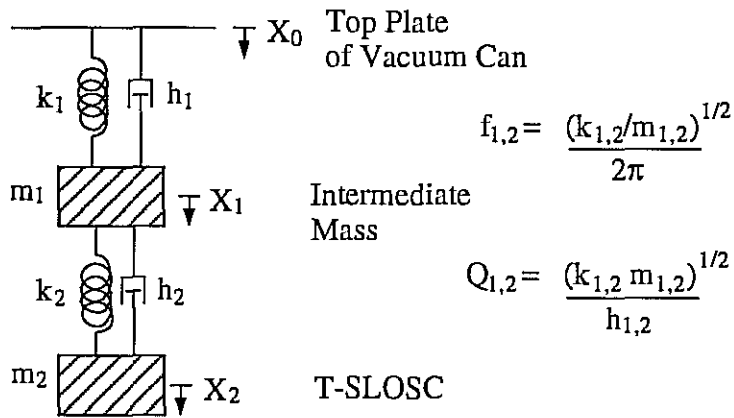 X₀ Top Plate
of Vacuum Can
k₁ h₁
f₁,₂ = (k₁,₂/m₁,₂)^1/2
2π
m₁ X₁ Intermediate
Mass
k₂ h₂
Q₁,₂ = (k₁,₂ m₁,₂)^1/2
h₁,₂
m₂ X₂ T-SLOSC